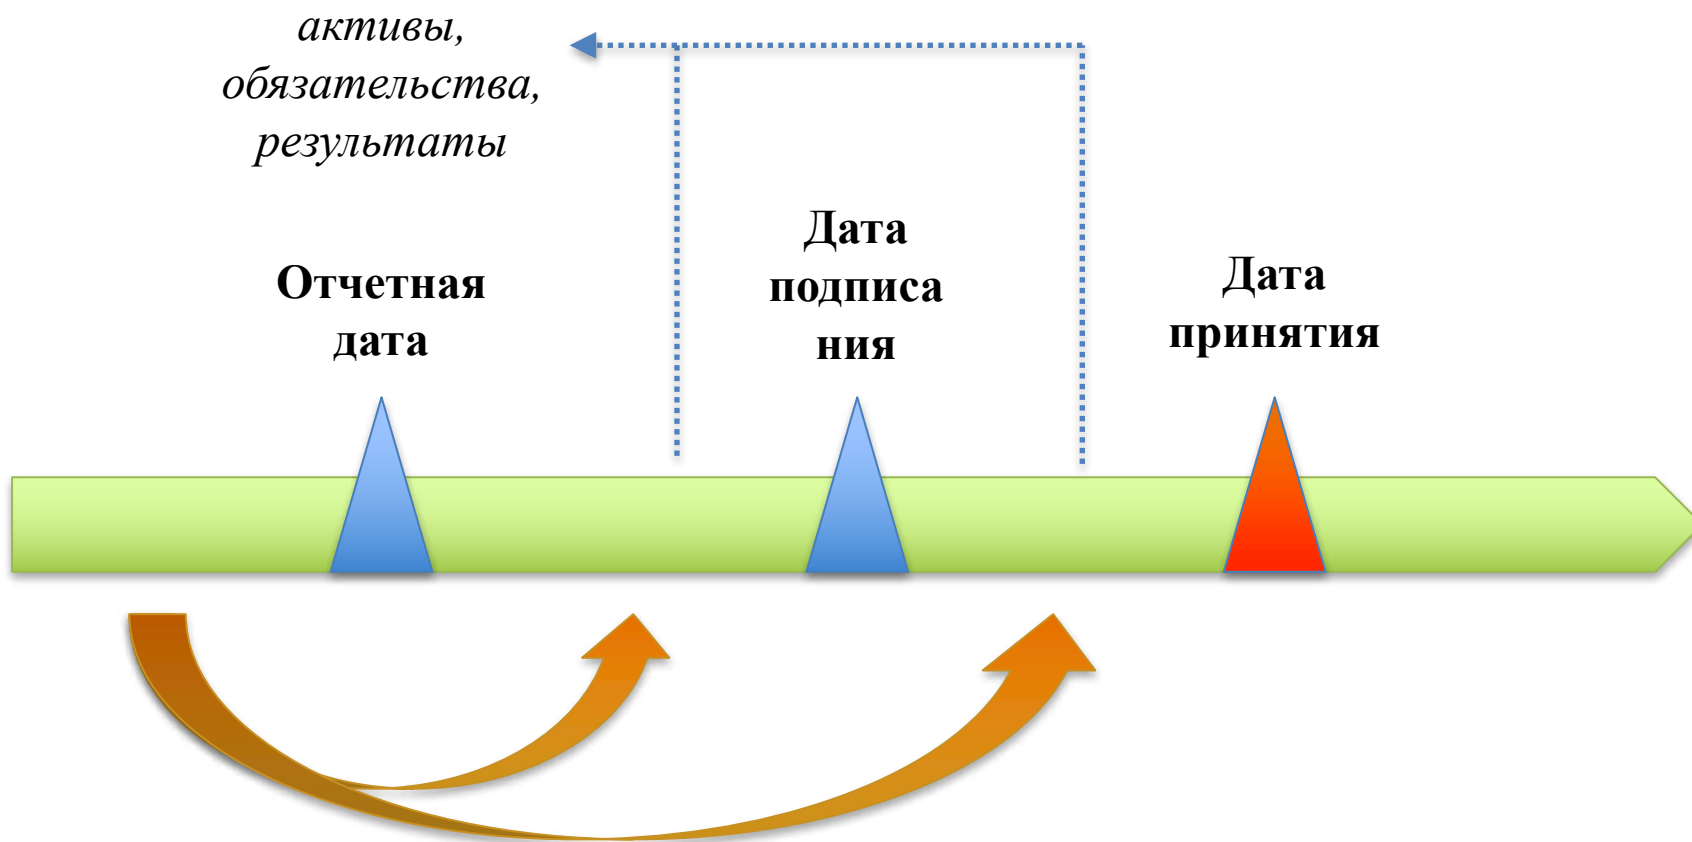 активы,
обязательства,
результаты
Отчетная
дата
Дата
подписа
ния
Дата
принятия